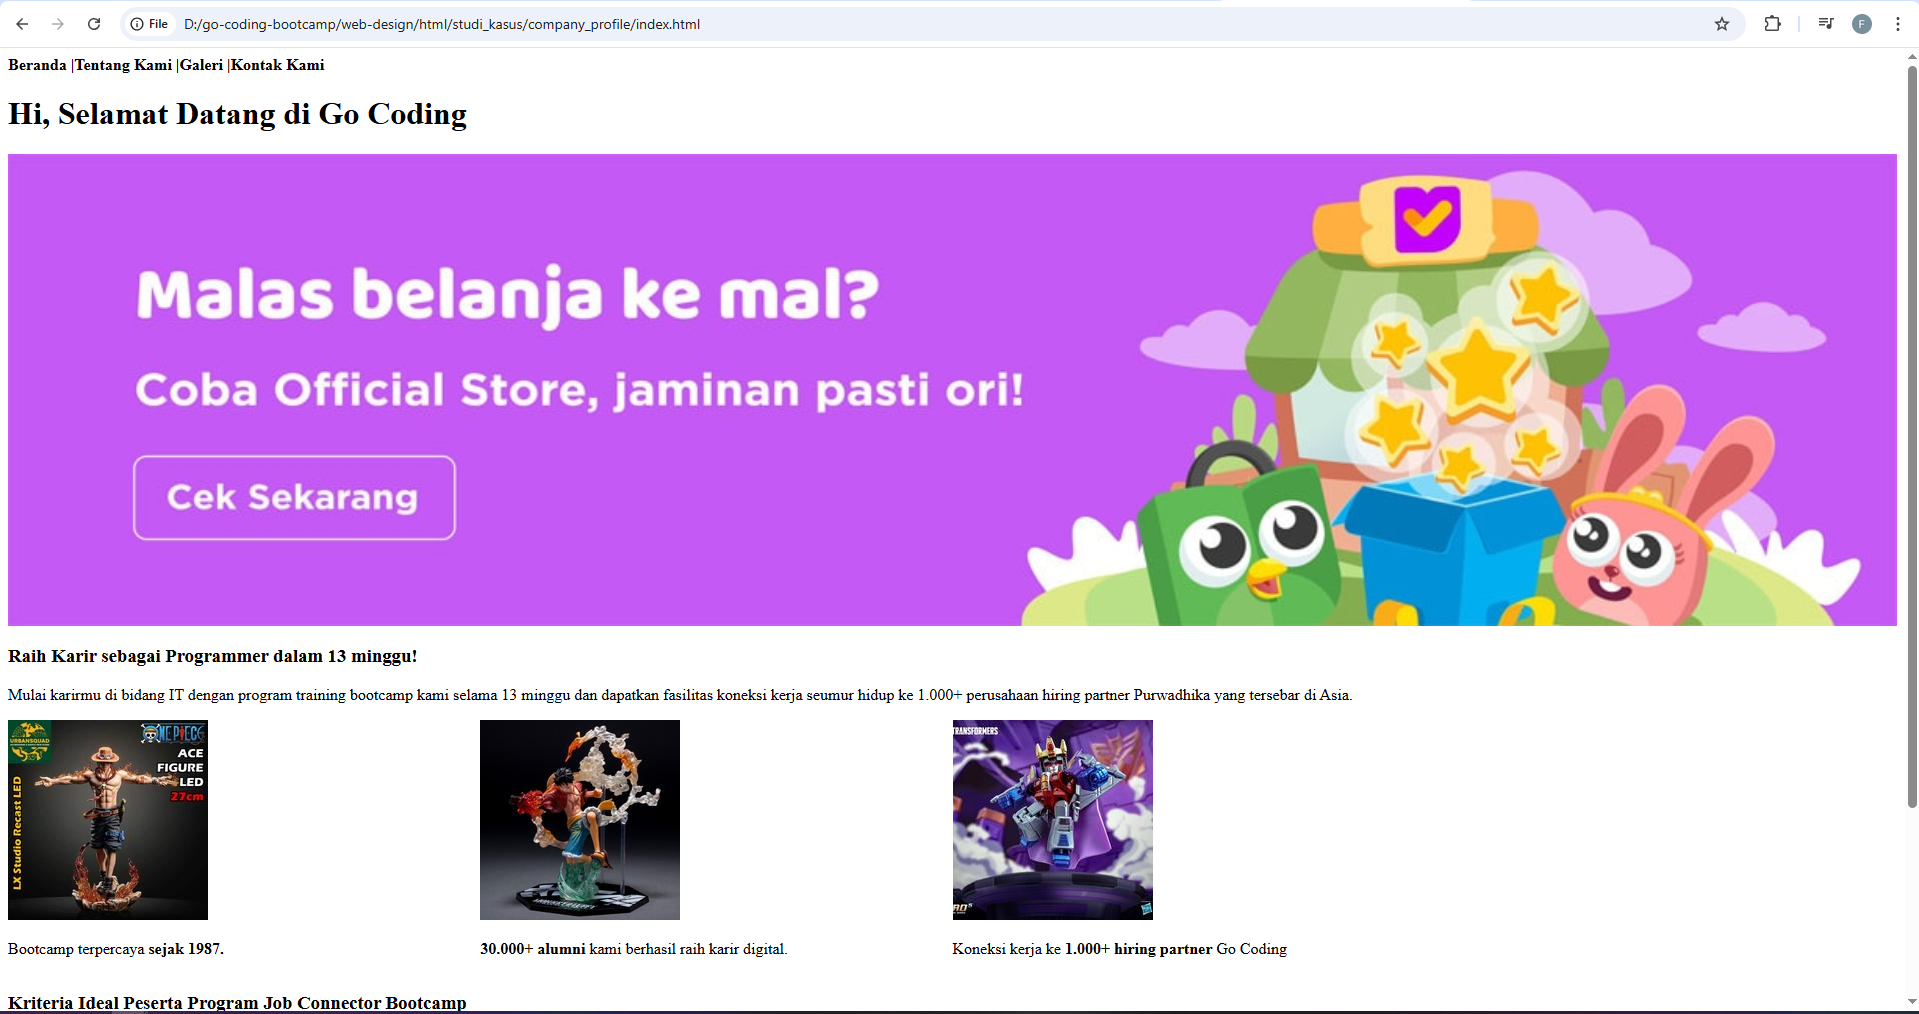 File D:/go-coding-bootcamp/web-design/html/studi_kasus/company_profile/index.html F
Beranda |Tentang Kami |Galeri |Kontak Kami
Hi, Selamat Datang di Go Coding
Malas belanja ke mal?
Coba Official Store, jaminan pasti ori!
Cek Sekarang
Raih Karir sebagai Programmer dalam 13 minggu!
Mulai karirmu di bidang IT dengan program training bootcamp kami selama 13 minggu dan dapatkan fasilitas koneksi kerja seumur hidup ke 1.000+ perusahaan hiring partner Purwadhika yang tersebar di Asia.
URBANSQUAD
ONE PIECE
ACE
FIGURE
LED
27cm
LX Studio Recast LED
TRANSFORMERS
Bootcamp terpercaya sejak 1987.
30.000+ alumni kami berhasil raih karir digital.
Koneksi kerja ke 1.000+ hiring partner Go Coding
Kriteria Ideal Peserta Program Job Connector Bootcamp